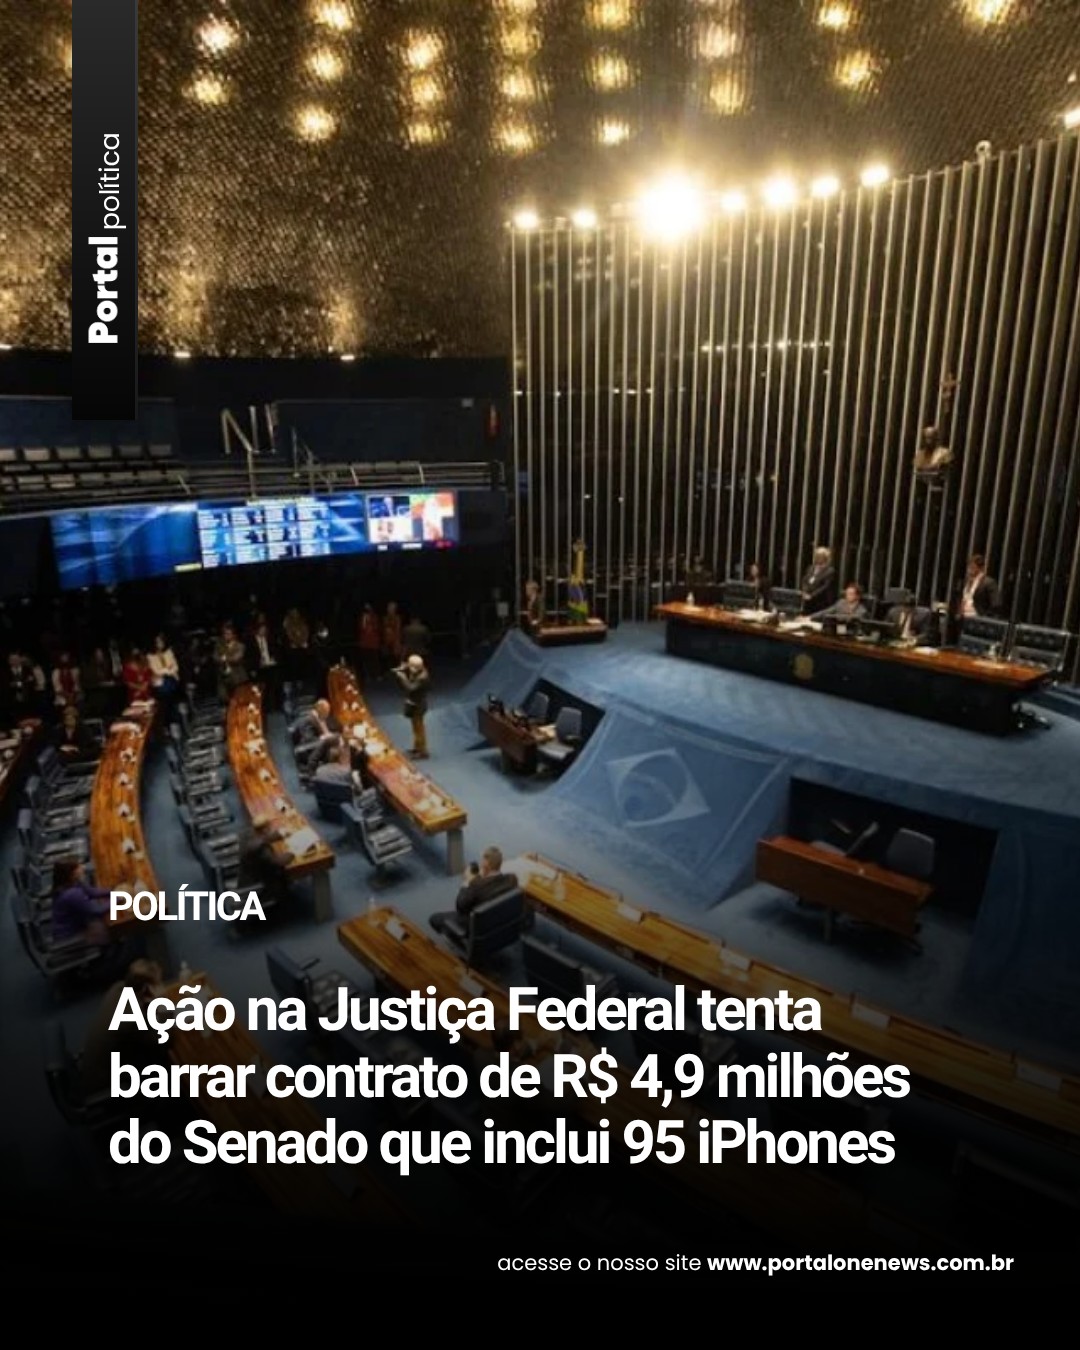 Portal política
POLÍTICA
Ação na Justiça Federal tenta
barrar contrato de R$ 4,9 milhões
do Senado que inclui 95 iPhones
acesse o nosso site www.portalonenews.com.br